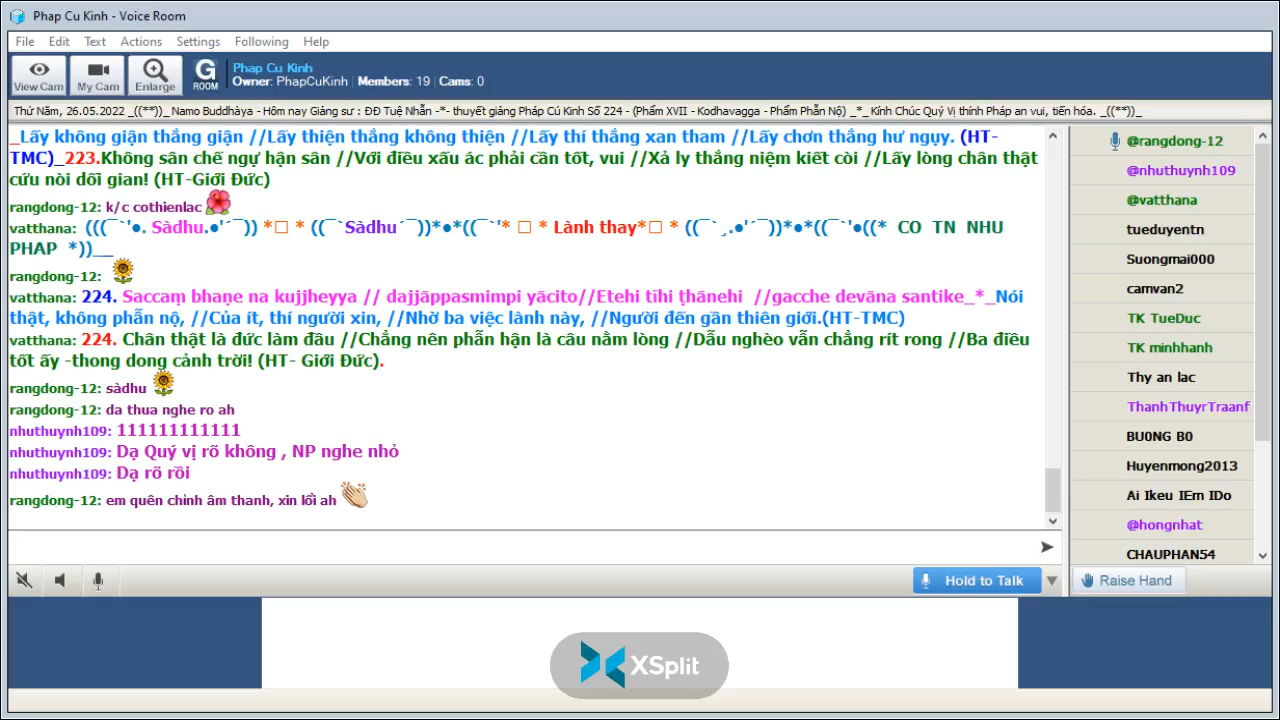 Phap Cu Kinh - Voice Room
File Edit Text Actions Settings Following Help
View Cam My Cam Enlarge G ROOM
Phap Cu Kinh
Owner: PhapCuKinh | Members: 19 | Cams: 0
Thứ Năm, 26.05.2022 _((**))_ Namo Buddhàya - Hôm nay Giảng sư : ĐĐ Tuệ Nhẫn -*- thuyết giảng Pháp Cú Kinh Số 224 - (Phẩm XVII - Kodhavagga - Phẩm Phẫn Nộ) _*_ Kính Chúc Quý Vị thính Pháp an vui, tiến hóa. _((**))_
_Lấy không giận thắng giận //Lấy thiện thắng không thiện //Lấy thí thắng xan tham //Lấy chơn thắng hư ngụy. (HT-
TMC)_223.Không sân chế ngự hận sân //Với điều xấu ác phải cần tốt, vui //Xả ly thắng niệm kiết còi //Lấy lòng chân thật
cứu nòi dối gian! (HT-Giới Đức)
rangdong-12: k/c cothienlac
vatthana: (((¯`'●. Sàdhu.●'´¯)) *□ * ((¯`Sàdhu´¯))*●*((¯`'* □ * Lành thay*□ * ((¯` ¸.●'´¯))*●*((¯`'●((* CO TN NHU
PHAP *))__
rangdong-12:
vatthana: 224. Saccaṃ bhaṇe na kujjheyya // dajjāppasmimpi yācito//Etehi tīhi ṭhānehi //gacche devāna santike_*_Nói
thật, không phẫn nộ, //Của ít, thí người xin, //Nhờ ba việc lành này, //Người đến gần thiên giới.(HT-TMC)
vatthana: 224. Chân thật là đức làm đầu //Chẳng nên phẫn hận là câu nằm lòng //Dẫu nghèo vẫn chẳng rít rong //Ba điều
tốt ấy -thong dong cảnh trời! (HT- Giới Đức).
rangdong-12: sàdhu
rangdong-12: da thua nghe ro ah
nhuthuynh109: 111111111111
nhuthuynh109: Dạ Quý vị rõ không , NP nghe nhỏ
nhuthuynh109: Dạ rõ rồi
rangdong-12: em quên chinh âm thanh, xin lổi ah
Hold to Talk
@rangdong-12
@nhuthuynh109
@vatthana
tueduyentn
Suongmai000
camvan2
TK TueDuc
TK minhhanh
Thy an lac
ThanhThuyrTraanf
BU0NG B0
Huyenmong2013
Ai lkeu IEm IDo
@hongnhat
CHAUPHAN54
Raise Hand
XSplit